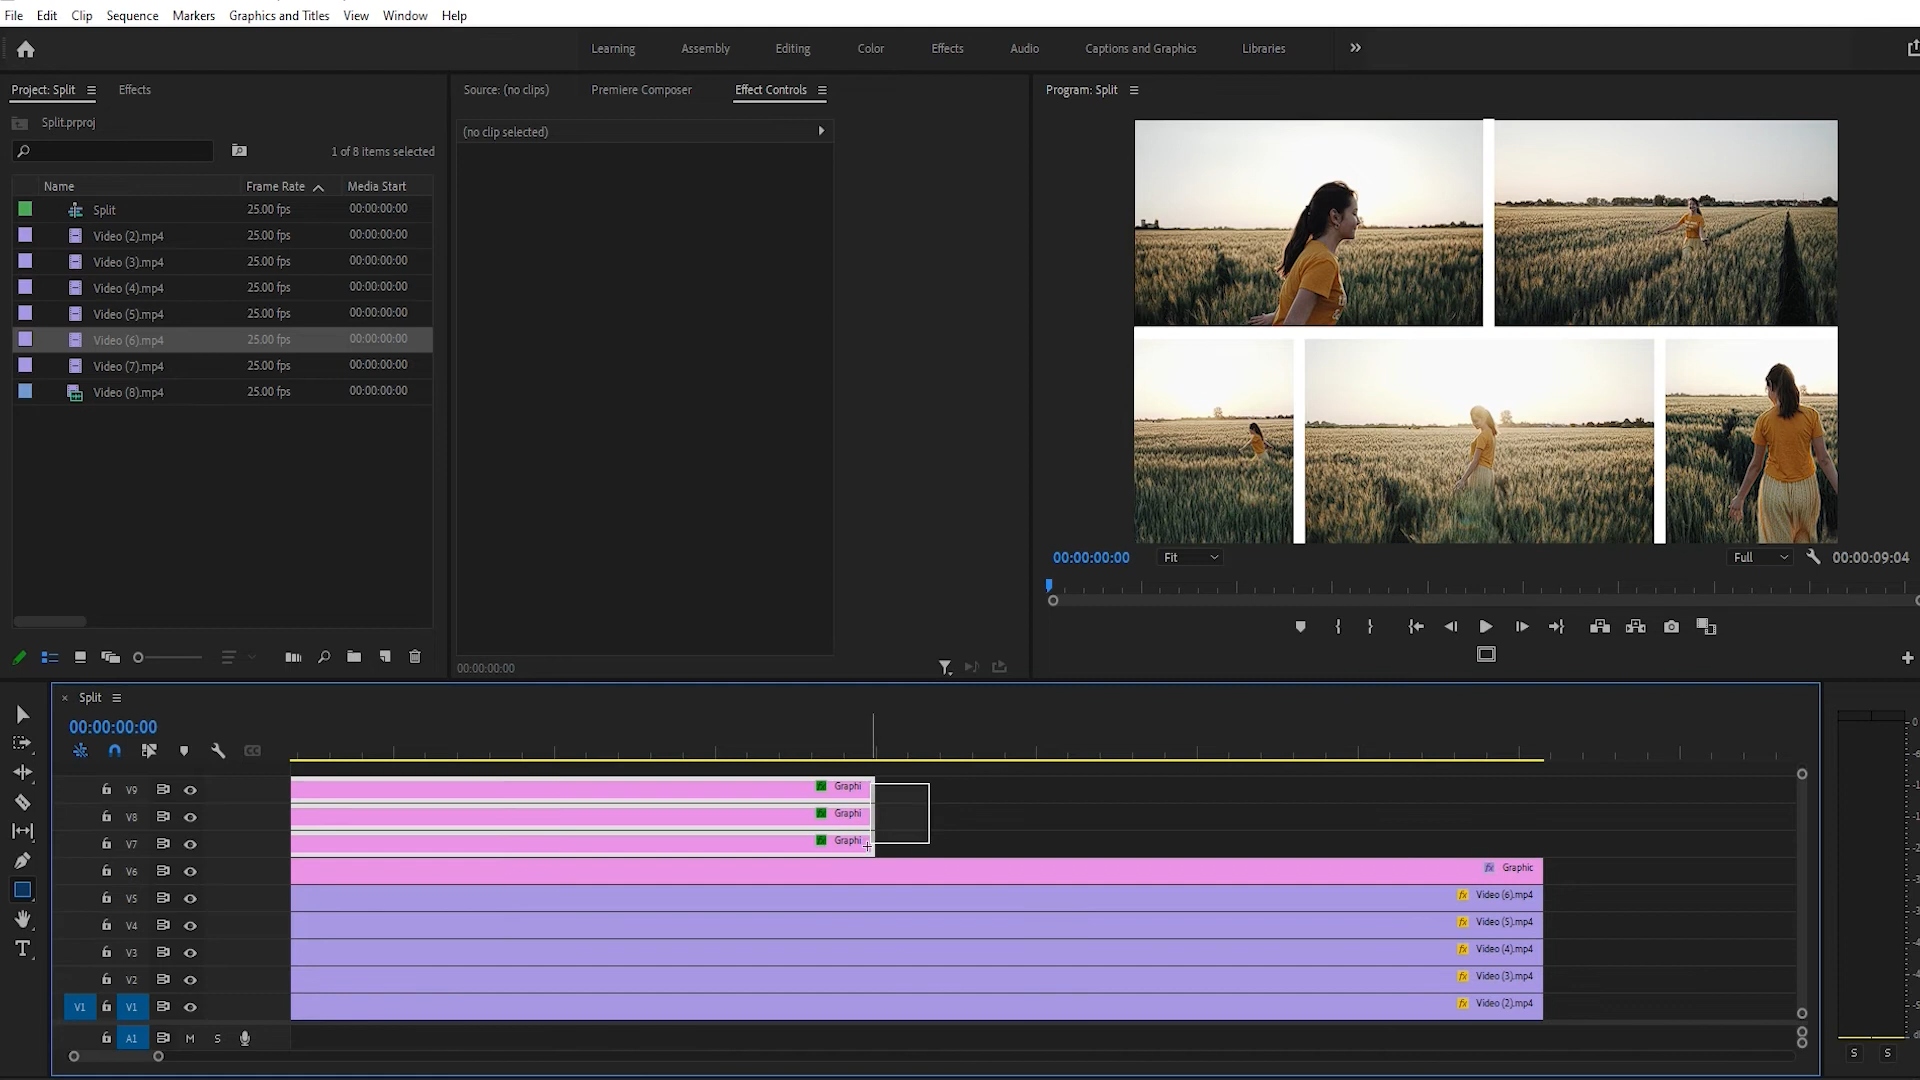 File Edit Clip Sequence Markers Graphics and Titles View Window Help
Learning Assembly Editing Color Effects Audio Captions and Graphics Libraries
Project: Split Effects
Split.prproj
1 of 8 items selected
Name Frame Rate Media Start
Split 25.00 fps 00:00:00:00
Video (2).mp4 25.00 fps 00:00:00:00
Video (3).mp4 25.00 fps 00:00:00:00
Video (4).mp4 25.00 fps 00:00:00:00
Video (5).mp4 25.00 fps 00:00:00:00
Video (6).mp4 25.00 fps 00:00:00:00
Video (7).mp4 25.00 fps 00:00:00:00
Video (8).mp4 25.00 fps 00:00:00:00
Source: (no clips) Premiere Composer Effect Controls
(no clip selected)
00:00:00:00
Program: Split
00:00:00:00 Fit Full 00:00:09:04
Split
00:00:00:00
V9 fx Graphi
V8 fx Graphi
V7 fx Graphi
V6 fx Graphic
V5 fx Video (6).mp4
V4 fx Video (5).mp4
V3 fx Video (4).mp4
V2 fx Video (3).mp4
V1 V1 fx Video (2).mp4
A1 M S
S S